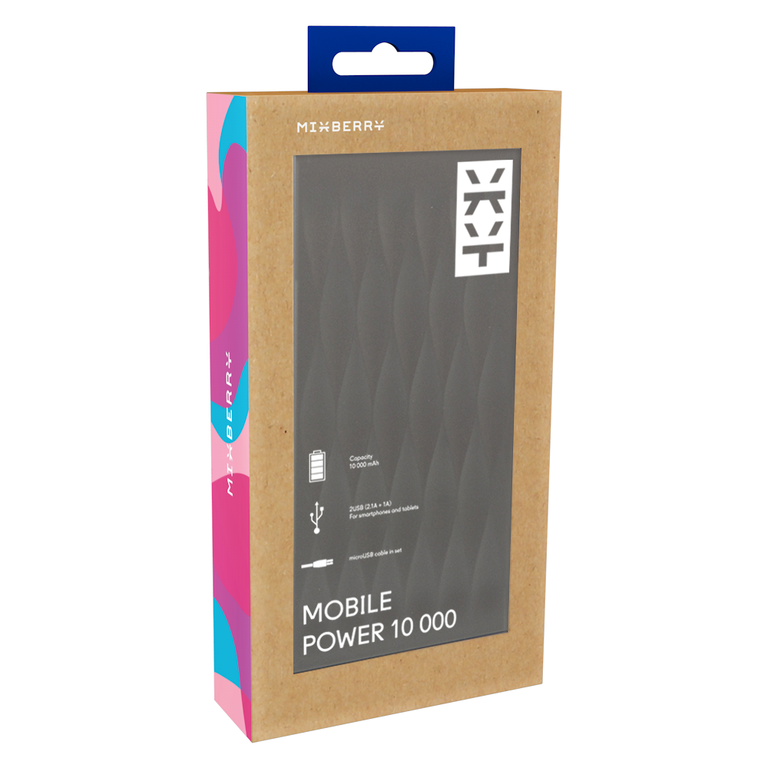 MIXBERRY
Capacity
10 000 mAh
2USB (2.1A + 1A)
For smartphones and tablets
microUSB cable in set
MOBILE
POWER 10 000
MIXBERRY